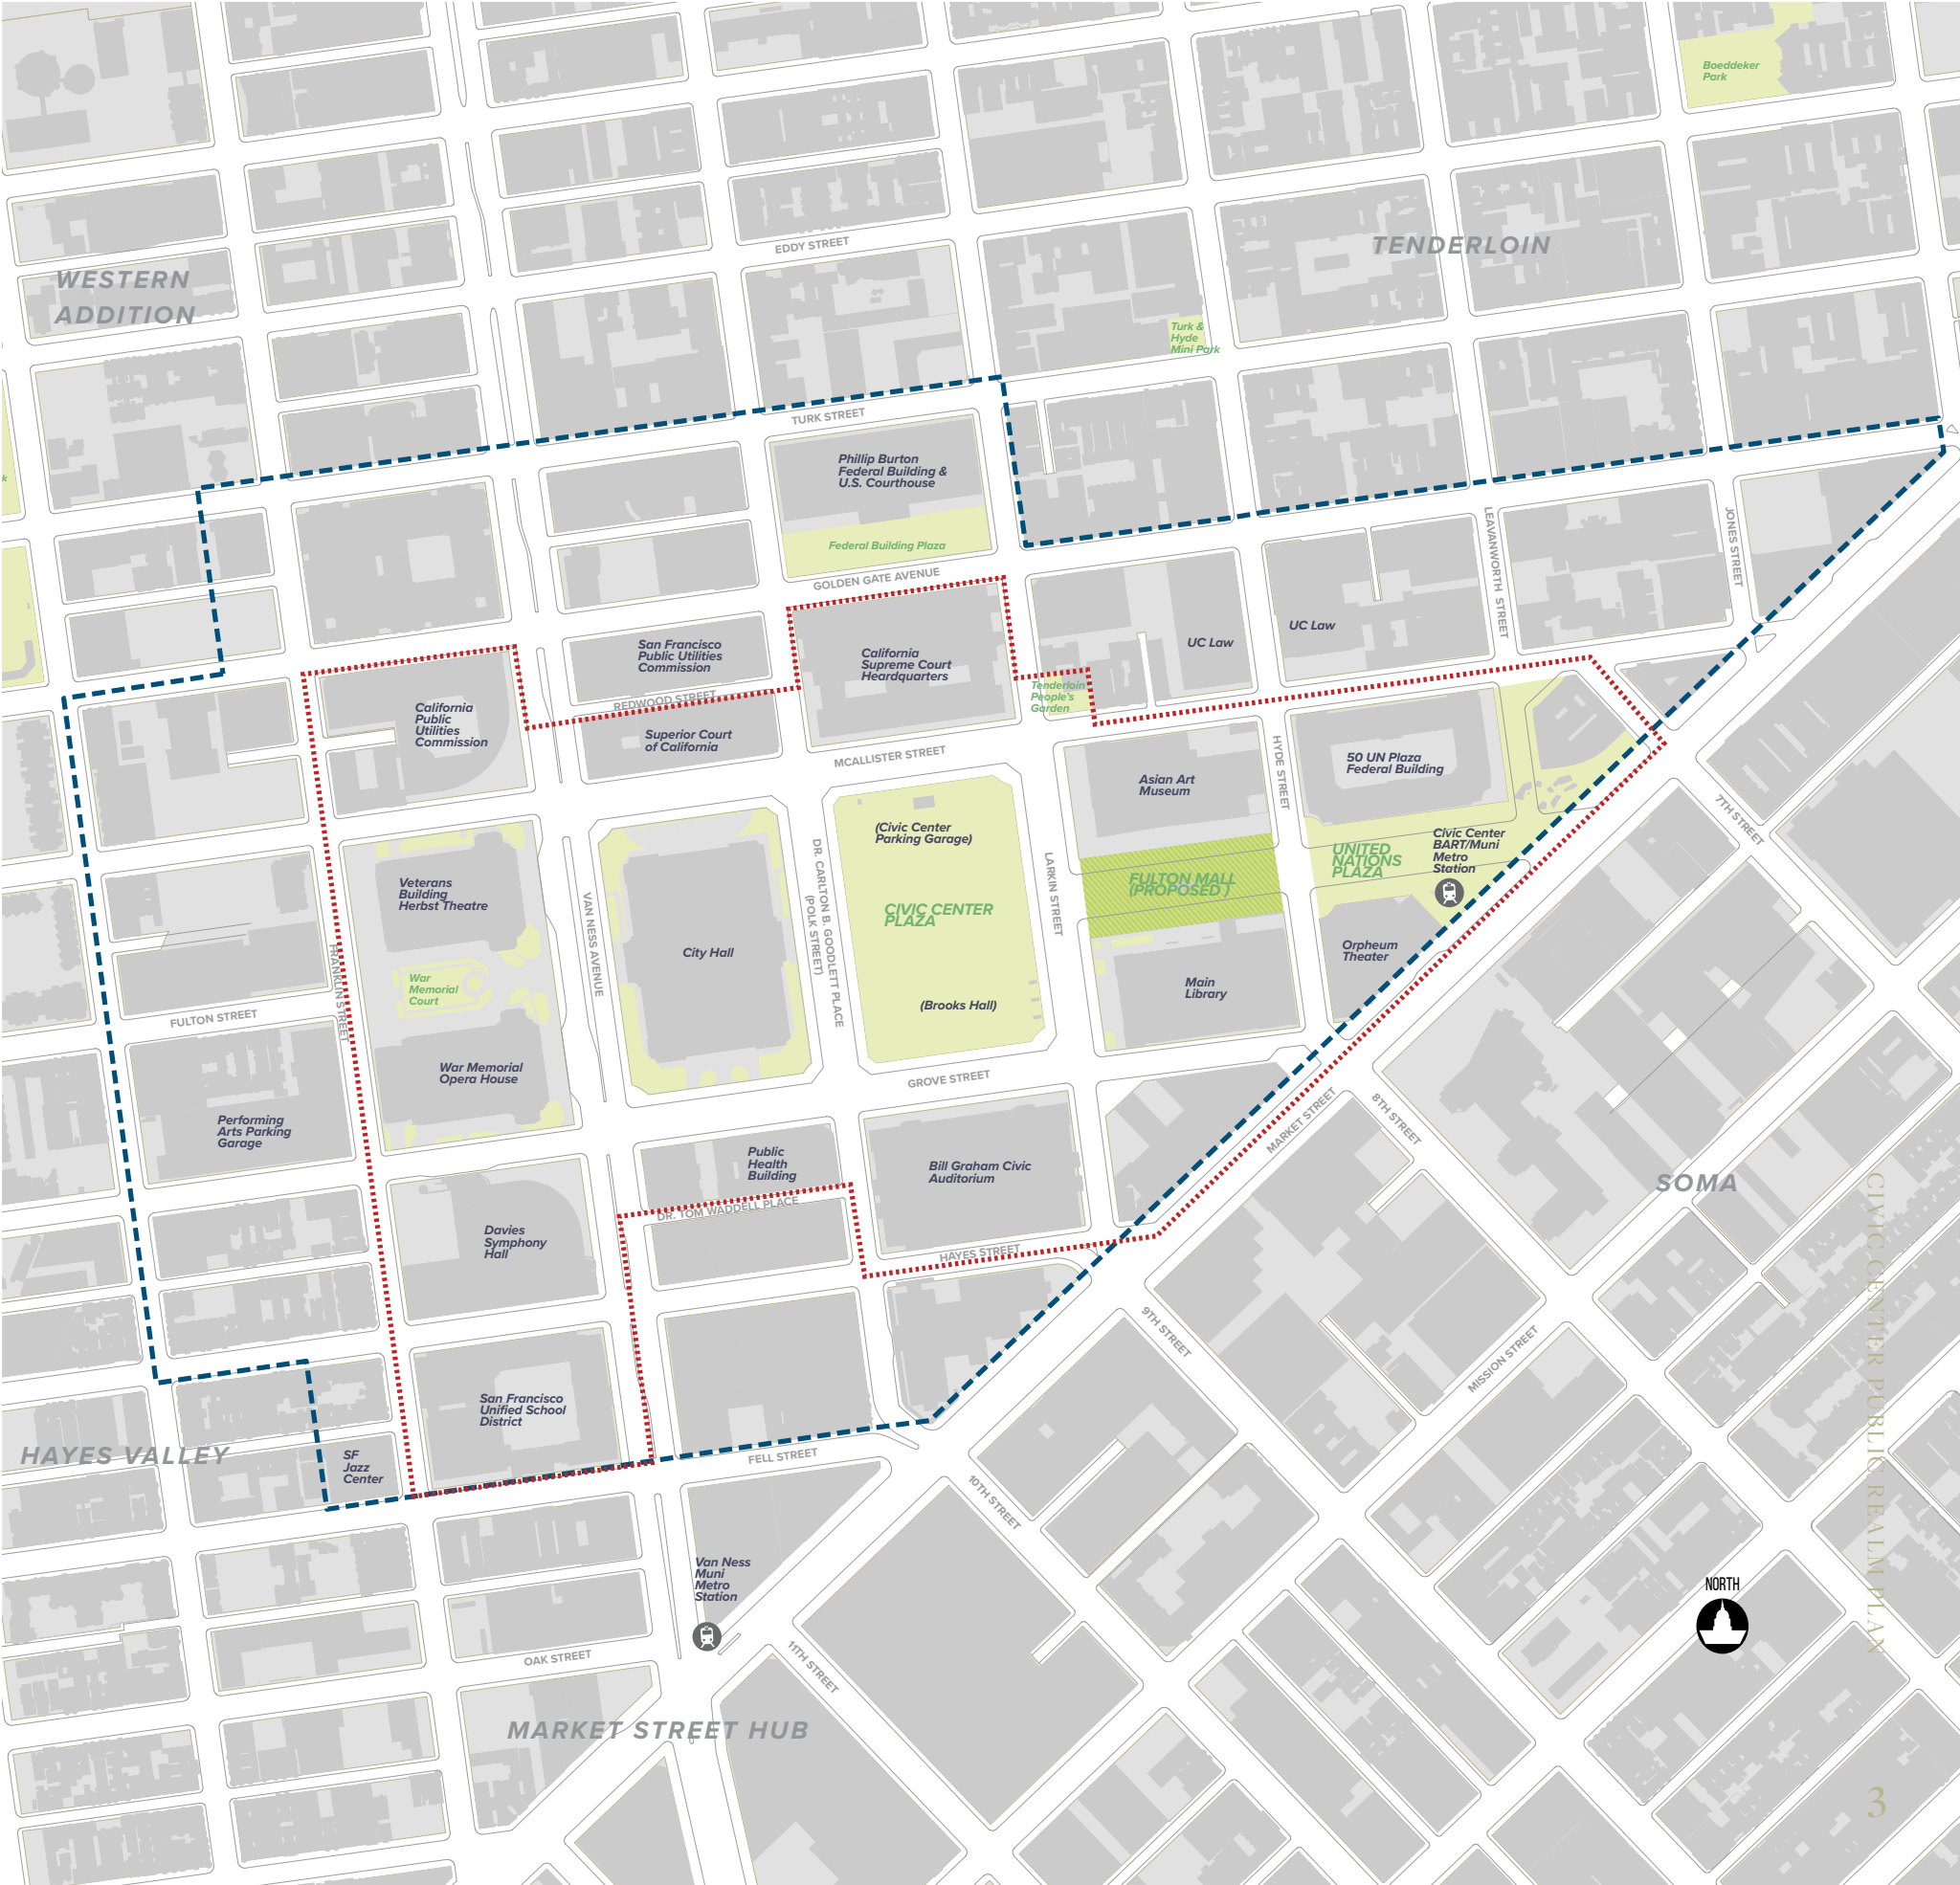 Boeddeker
Park
TENDERLOIN
WESTERN
ADDITION
EDDY STREET
Turk &
Hyde
Mini Park
TURK STREET
Phillip Burton
Federal Building &
U.S. Courthouse
k
Federal Building Plaza
LEAVANWORTH STREET
JONES STREET
GOLDEN GATE AVENUE
San Francisco
Public Utilities
Commission
California
Supreme Court
Headquarters
UC Law
UC Law
REDWOOD STREET
Tenderloin
People's
Garden
California
Public
Utilities
Commission
Superior Court
of California
MCALLISTER STREET
HYDE STREET
Asian Art
Museum
50 UN Plaza
Federal Building
7TH STREET
(Civic Center
Parking Garage)
Civic Center
BART/Muni
Metro
Station
UNITED
NATIONS
PLAZA
Veterans
Building
Herbst Theatre
VAN NESS AVENUE
DR. CARLTON B. GOODLETT PLACE
(POLK STREET)
LARKIN STREET
FULTON MALL
(PROPOSED )
CIVIC CENTER
PLAZA
City Hall
Orpheum
Theater
FRANKLIN STREET
War
Memorial
Court
Main
Library
(Brooks Hall)
FULTON STREET
War Memorial
Opera House
GROVE STREET
Performing
Arts Parking
Garage
MARKET STREET
8TH STREET
Public
Health
Building
Bill Graham Civic
Auditorium
SOMA
DR. TOM WADDELL PLACE
Davies
Symphony
Hall
HAYES STREET
9TH STREET
MISSION STREET
San Francisco
Unified School
District
HAYES VALLEY
SF
Jazz
Center
FELL STREET
10TH STREET
Van Ness
Muni
Metro
Station
NORTH
OAK STREET
11TH STREET
MARKET STREET HUB
CIVIC CENTER PUBLIC REALM PLAN
3